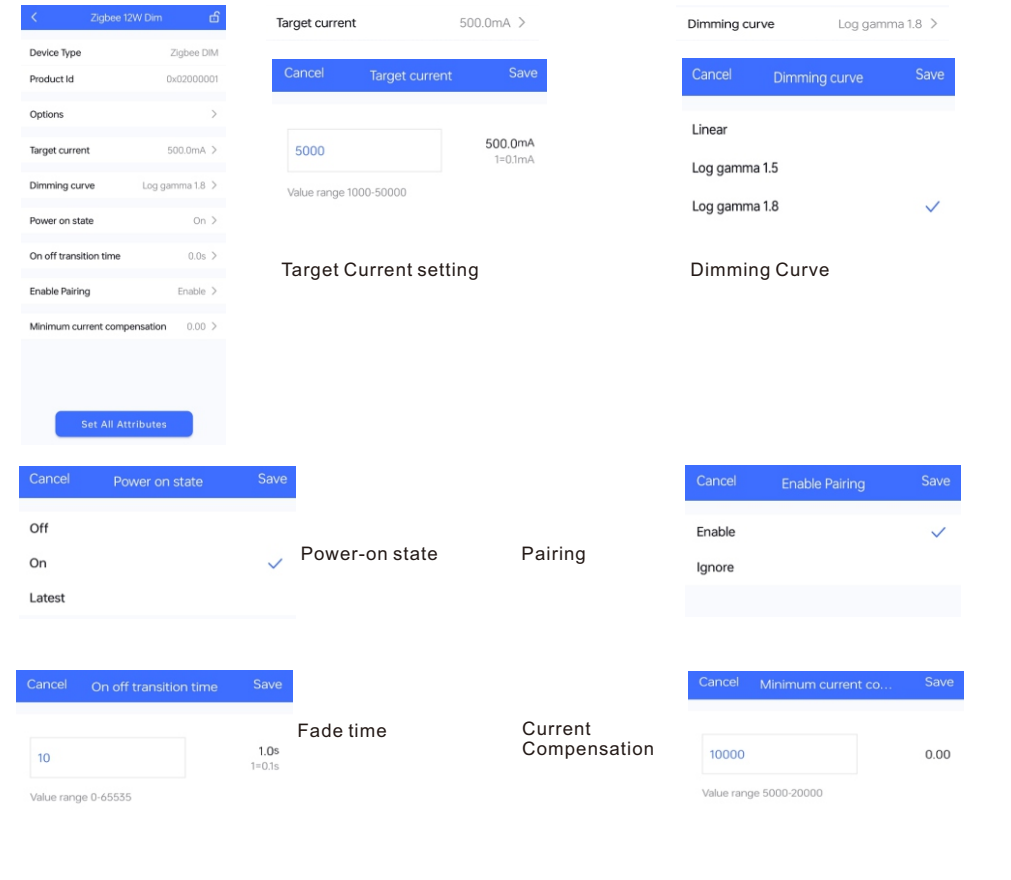 Zigbee 12W Dim
Device Type Zigbee DIM
Product Id 0x02000001
Options
Target current 500.0mA
Dimming curve Log gamma 1.8
Power on state On
On off transition time 0.0s
Enable Pairing Enable
Minimum current compensation 0.00
Set All Attributes
Target current 500.0mA
Cancel Target current Save
5000 500.0mA
1=0.1mA
Value range 1000-50000
Target Current setting
Dimming curve Log gamma 1.8
Cancel Dimming curve Save
Linear
Log gamma 1.5
Log gamma 1.8
Dimming Curve
Cancel Power on state Save
Off
On
Latest
Power-on state
Pairing
Cancel Enable Pairing Save
Enable
Ignore
Cancel On off transition time Save
10 1.0s
1=0.1s
Value range 0-65535
Fade time
Current
Compensation
Cancel Minimum current co... Save
10000 0.00
Value range 5000-20000